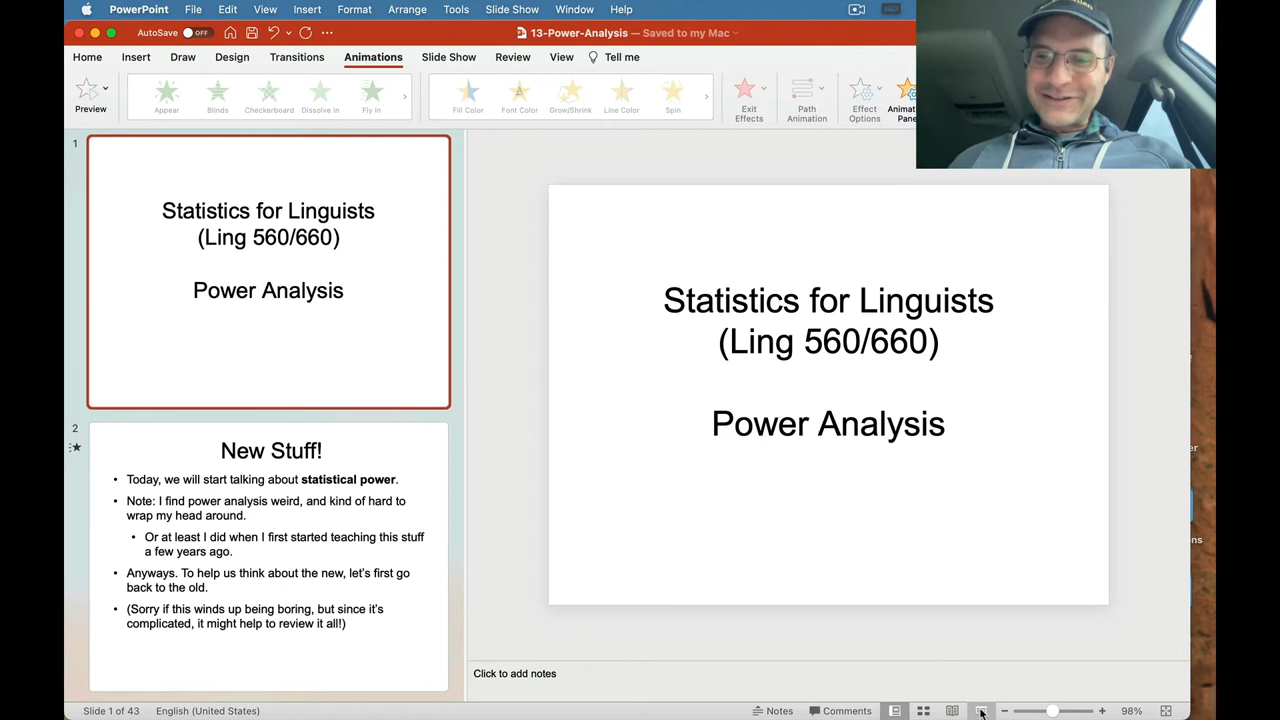 PowerPoint File Edit View Insert Format Arrange Tools Slide Show Window Help
AutoSave OFF 13-Power-Analysis — Saved to my Mac
Home Insert Draw Design Transitions Animations Slide Show Review View Tell me
Preview Appear Blinds Checkerboard Dissolve In Fly In Fill Color Font Color Grow/Shrink Line Color Spin Exit Effects Path Animation Effect Options
1
Statistics for Linguists
(Ling 560/660)
Power Analysis
2
New Stuff!
• Today, we will start talking about statistical power.
• Note: I find power analysis weird, and kind of hard to
wrap my head around.
• Or at least I did when I first started teaching this stuff
a few years ago.
• Anyways. To help us think about the new, let's first go
back to the old.
• (Sorry if this winds up being boring, but since it's
complicated, it might help to review it all!)
Statistics for Linguists
(Ling 560/660)
Power Analysis
Click to add notes
Slide 1 of 43 English (United States) Notes Comments 98%